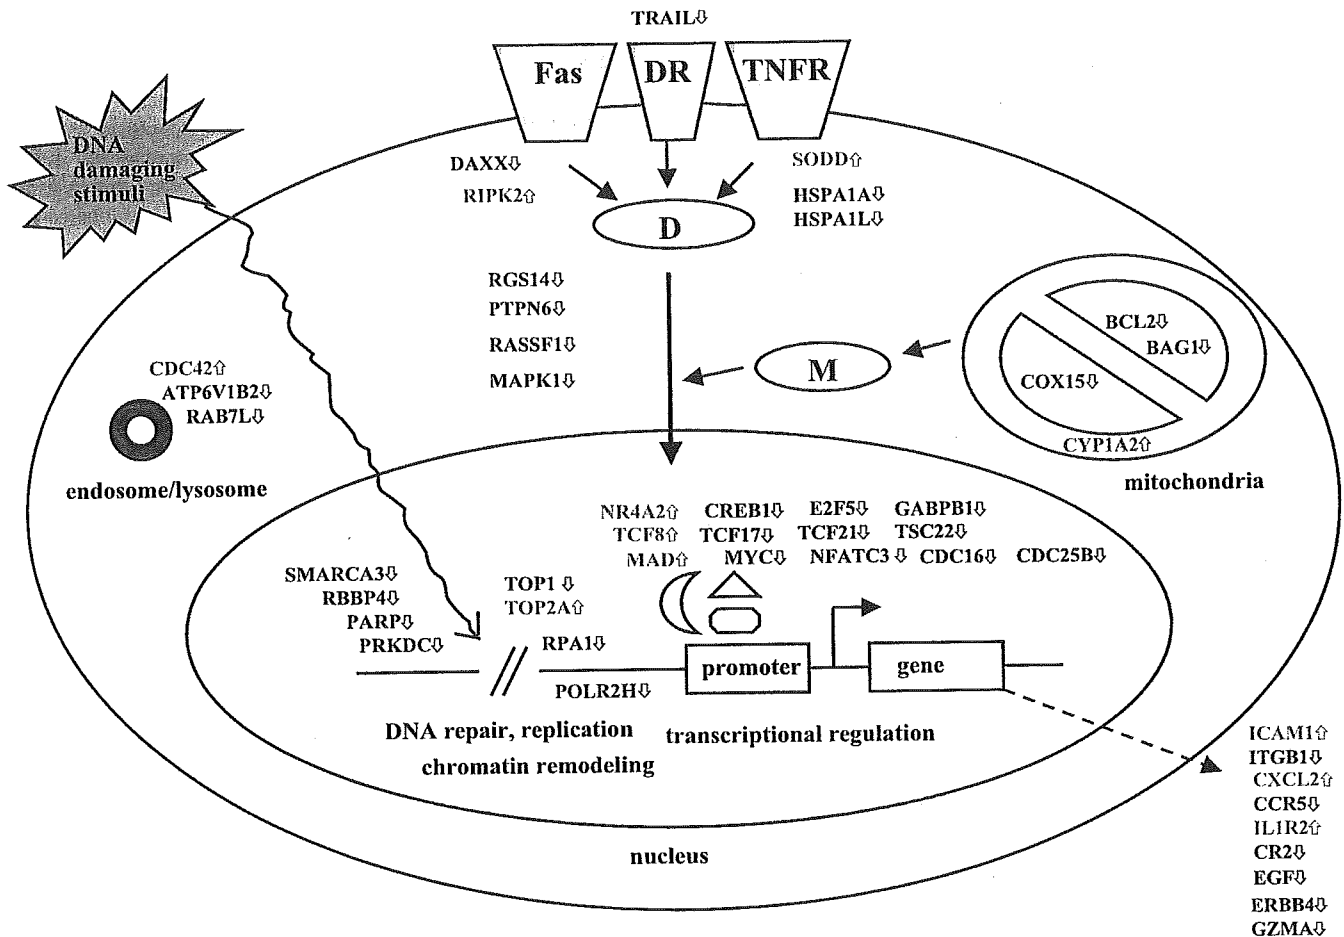 TRAIL⇩
Fas DR TNFR
DNA
damaging
stimuli
DAXX⇩
RIPK2⇧
SODD⇧
HSPA1A⇩
HSPA1L⇩
D
RGS14⇩
PTPN6⇩
RASSF1⇩
MAPK1⇩
M
BCL2⇩
BAG1⇩
COX15⇩
CYP1A2⇧
mitochondria
CDC42⇧
ATP6V1B2⇩
RAB7L⇩
endosome/lysosome
NR4A2⇧ CREB1⇩ E2F5⇩ GABPB1⇩
TCF8⇧ TCF17⇩ TCF21⇩ TSC22⇩
MAD⇧ MYC⇩ NFATC3⇩ CDC16⇩ CDC25B⇩
SMARCA3⇩
RBBP4⇩
PARP⇩
PRKDC⇩
TOP1⇩
TOP2A⇧
RPA1⇩
POLR2H⇩
promoter
gene
DNA repair, replication
chromatin remodeling
transcriptional regulation
nucleus
ICAM1⇧
ITGB1⇩
CXCL2⇧
CCR5⇩
IL1R2⇧
CR2⇩
EGF⇩
ERBB4⇩
GZMA⇩